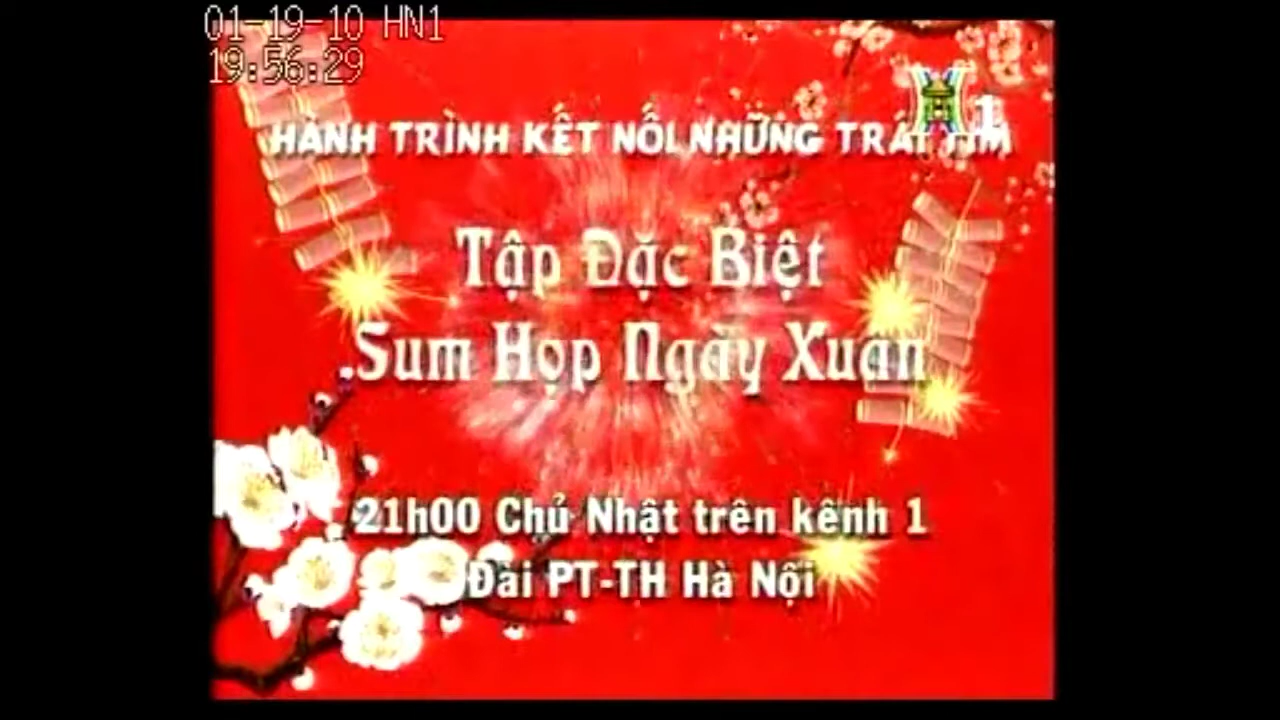 01-19-10 HN1
19:56:29
1
HÀNH TRÌNH KẾT NỐI NHỮNG TRÁI TIM
Tập Đặc Biệt
Sum Họp Ngày Xuân
21h00 Chủ Nhật trên kênh 1
Đài PT-TH Hà Nội